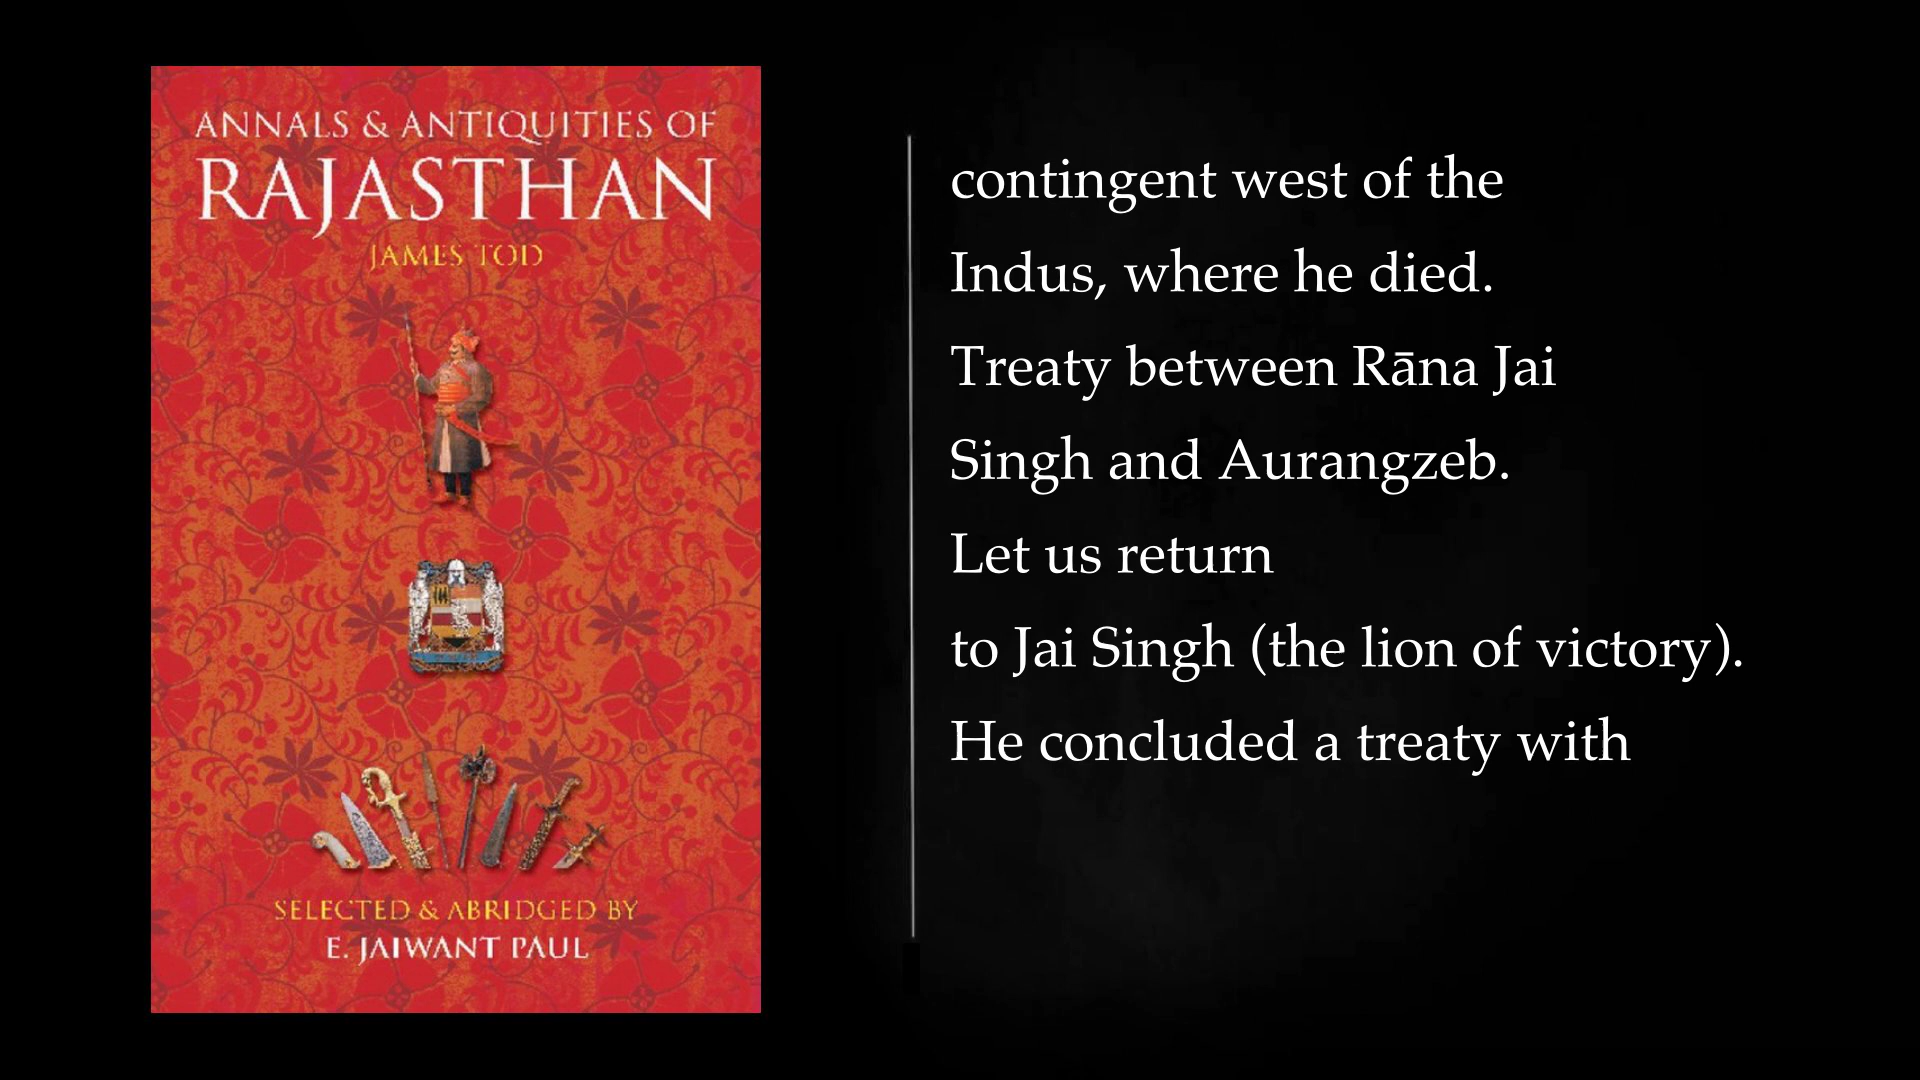 ANNALS & ANTIQUITIES OF
RAJASTHAN
JAMES TOD
SELECTED & ABRIDGED BY
E. JAIWANT PAUL
contingent west of the
Indus, where he died.
Treaty between Rāna Jai
Singh and Aurangzeb.
Let us return
to Jai Singh (the lion of victory).
He concluded a treaty with